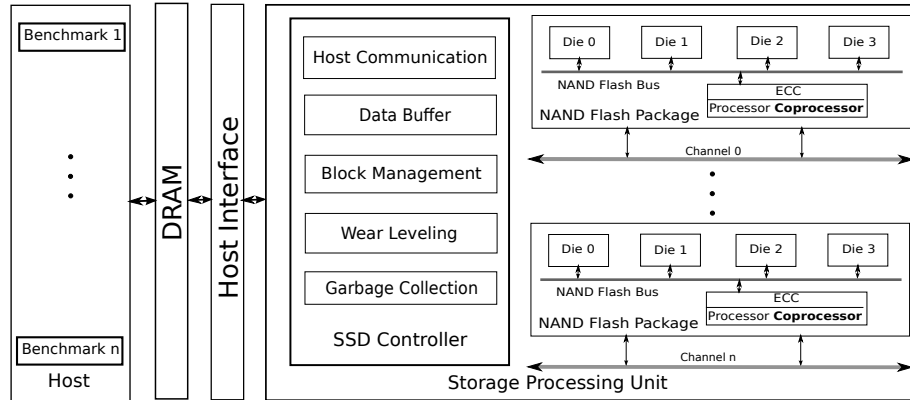 Benchmark 1
Benchmark n
Host
DRAM
Host Interface
Host Communication
Data Buffer
Block Management
Wear Leveling
Garbage Collection
SSD Controller
Die 0
Die 1
Die 2
Die 3
NAND Flash Bus
ECC
Processor Coprocessor
NAND Flash Package
Channel 0
Die 0
Die 1
Die 2
Die 3
NAND Flash Bus
ECC
Processor Coprocessor
NAND Flash Package
Channel n
Storage Processing Unit